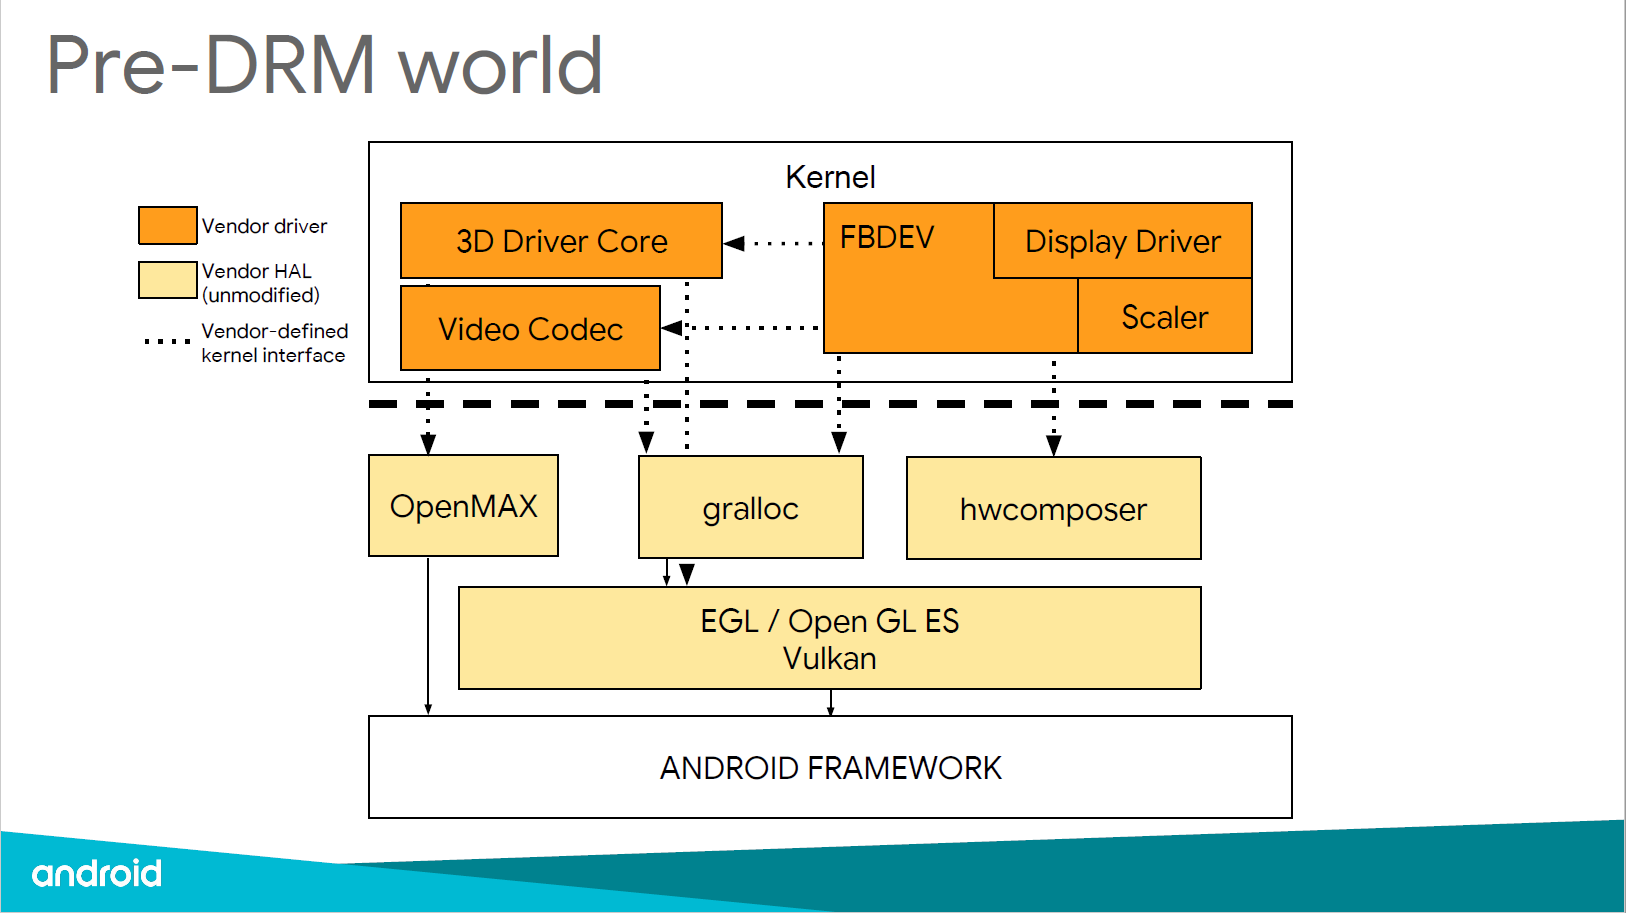 Pre-DRM world
Kernel
Vendor driver
Vendor HAL
(unmodified)
Vendor-defined
kernel interface
3D Driver Core
FBDEV
Display Driver
Video Codec
Scaler
OpenMAX
gralloc
hwcomposer
EGL / Open GL ES
Vulkan
ANDROID FRAMEWORK
android